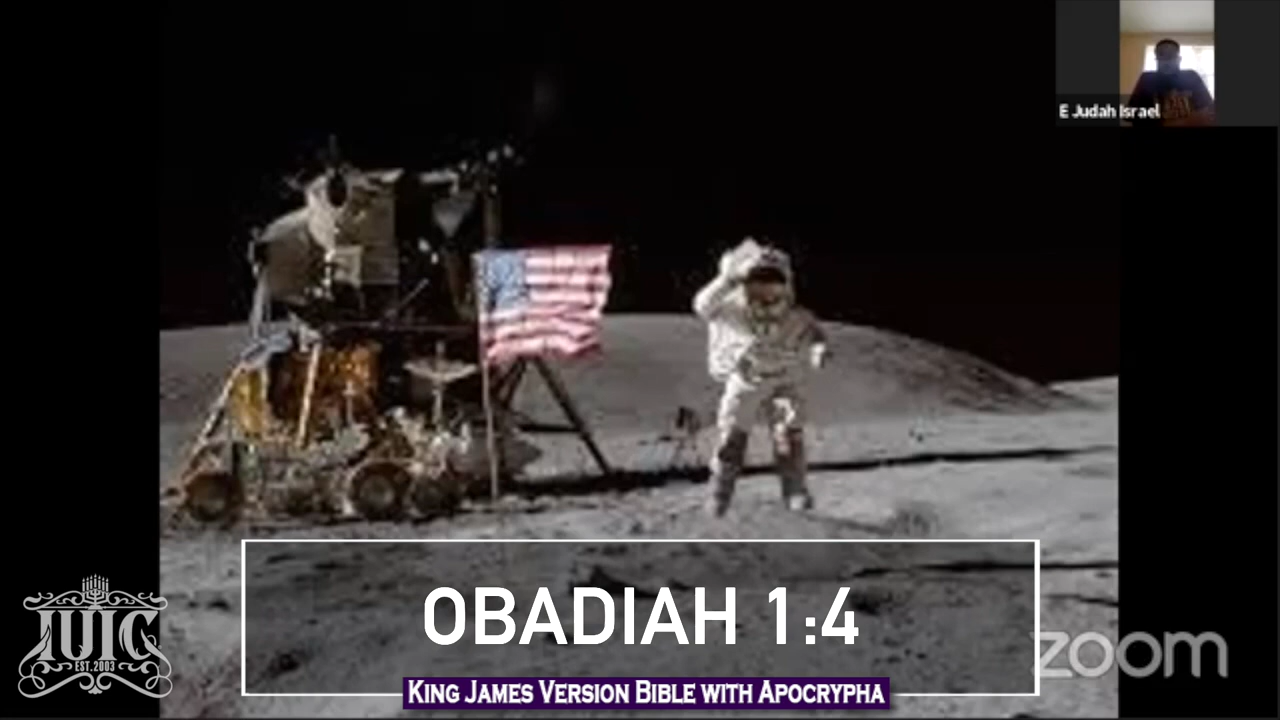 E Judah Israel
OBADIAH 1:4
KING JAMES VERSION BIBLE WITH APOCRYPHA
IUIC
EST. 2003
zoom